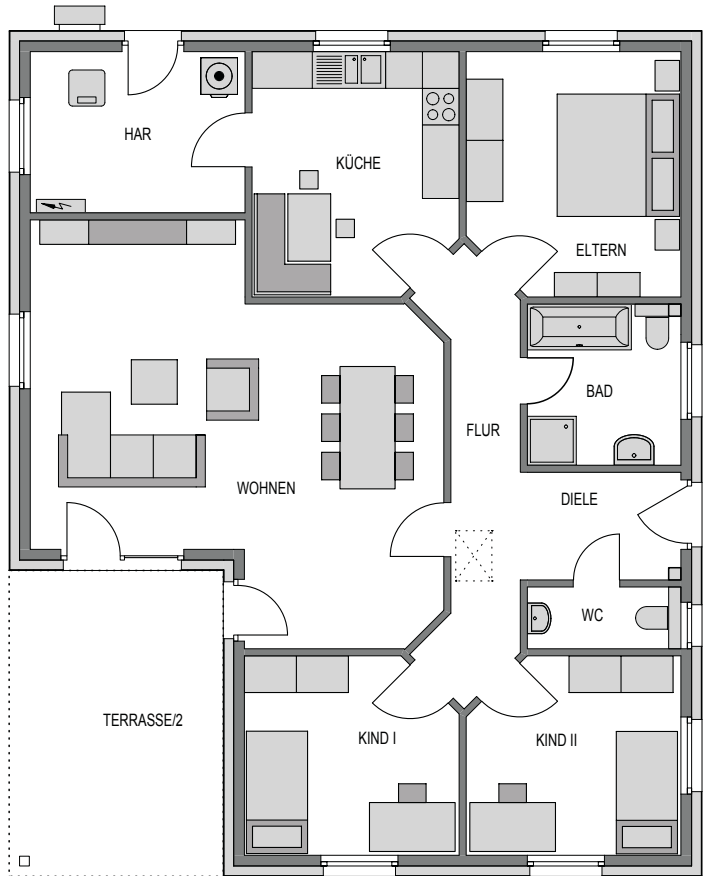 HAR
KÜCHE
ELTERN
BAD
FLUR
WOHNEN
DIELE
WC
TERRASSE/2
KIND I
KIND II